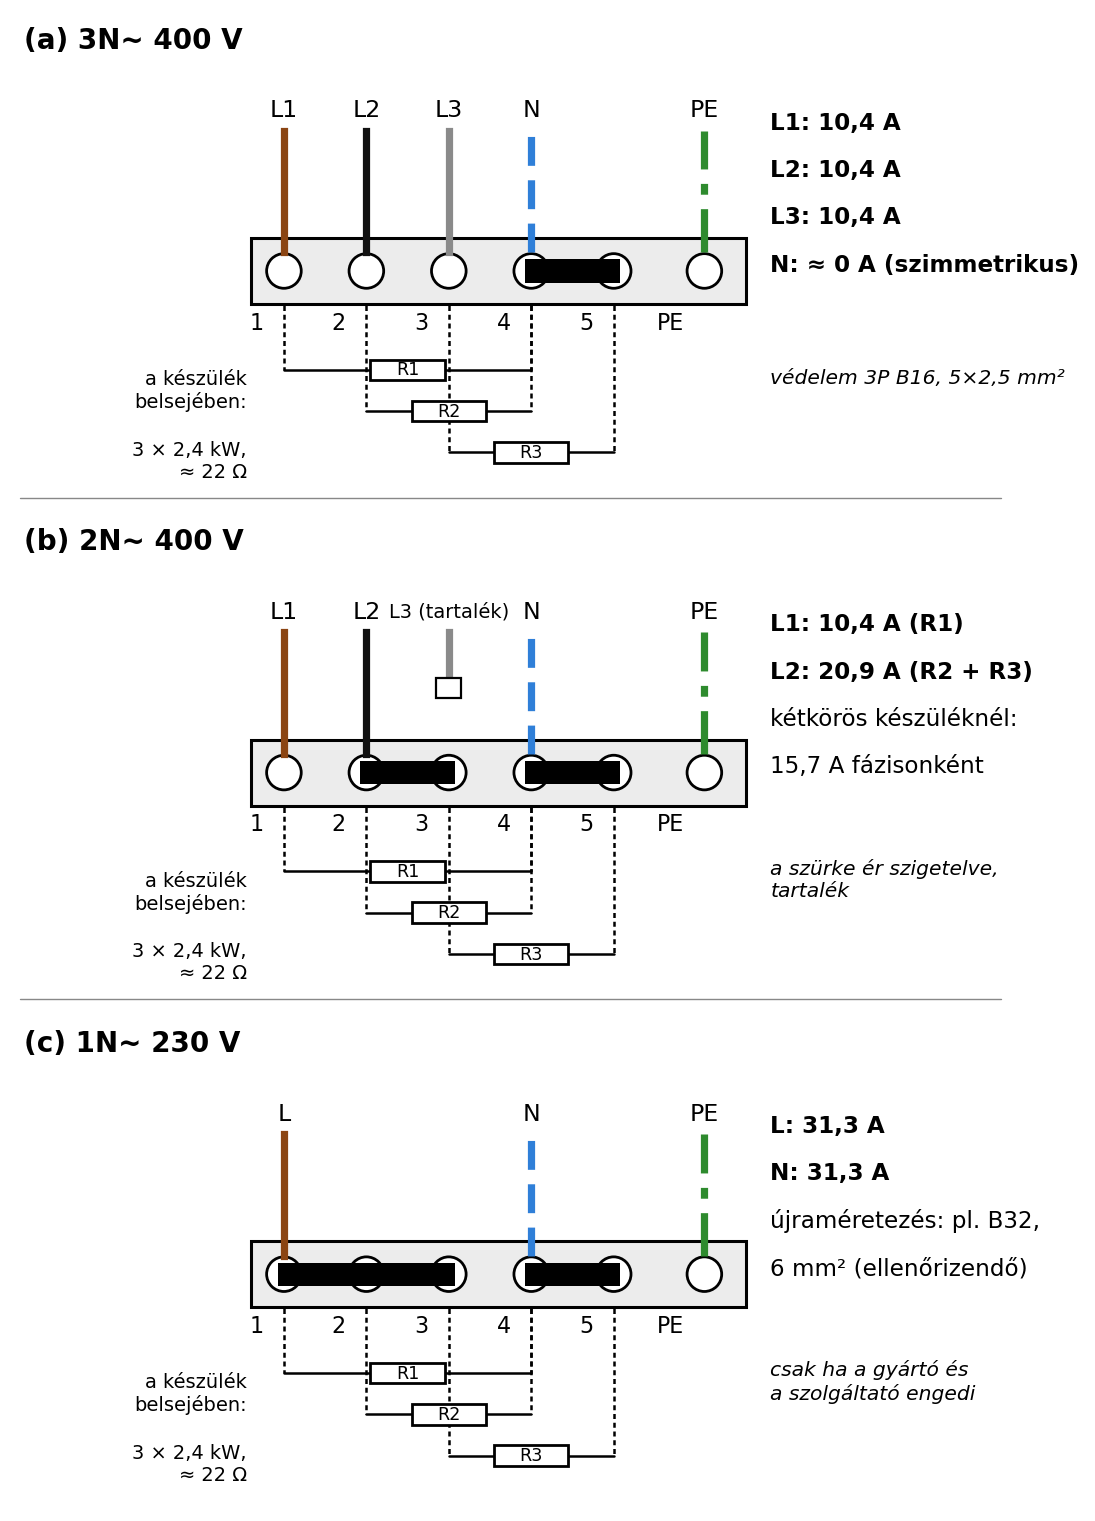 (a) 3N~ 400 V
L1 L2 L3 N PE
L1: 10,4 A
L2: 10,4 A
L3: 10,4 A
N: ≈ 0 A (szimmetrikus)
1 2 3 4 5 PE
R1
R2
R3
a készülék
belsejében:
3 × 2,4 kW,
≈ 22 Ω
védelem 3P B16, 5×2,5 mm²
(b) 2N~ 400 V
L1 L2 L3 (tartalék) N PE
L1: 10,4 A (R1)
L2: 20,9 A (R2 + R3)
kétkörös készüléknél:
15,7 A fázisonként
1 2 3 4 5 PE
R1
R2
R3
a készülék
belsejében:
3 × 2,4 kW,
≈ 22 Ω
a szürke ér szigetelve,
tartalék
(c) 1N~ 230 V
L N PE
L: 31,3 A
N: 31,3 A
újraméretezés: pl. B32,
6 mm² (ellenőrizendő)
1 2 3 4 5 PE
R1
R2
R3
a készülék
belsejében:
3 × 2,4 kW,
≈ 22 Ω
csak ha a gyártó és
a szolgáltató engedi